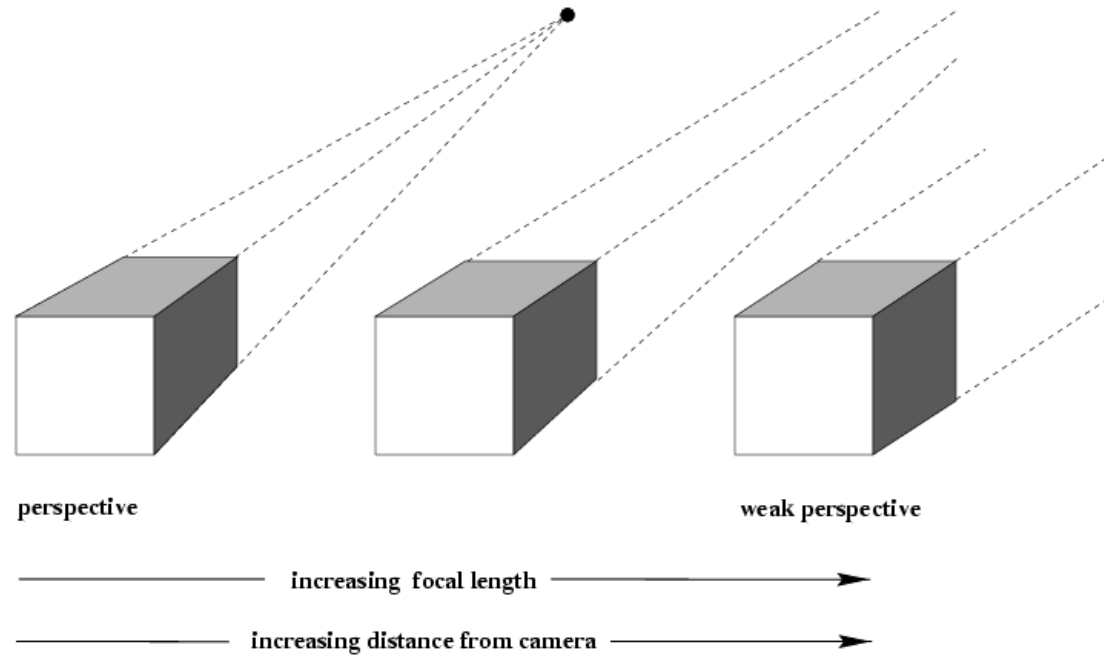 perspective
weak perspective
increasing focal length
increasing distance from camera